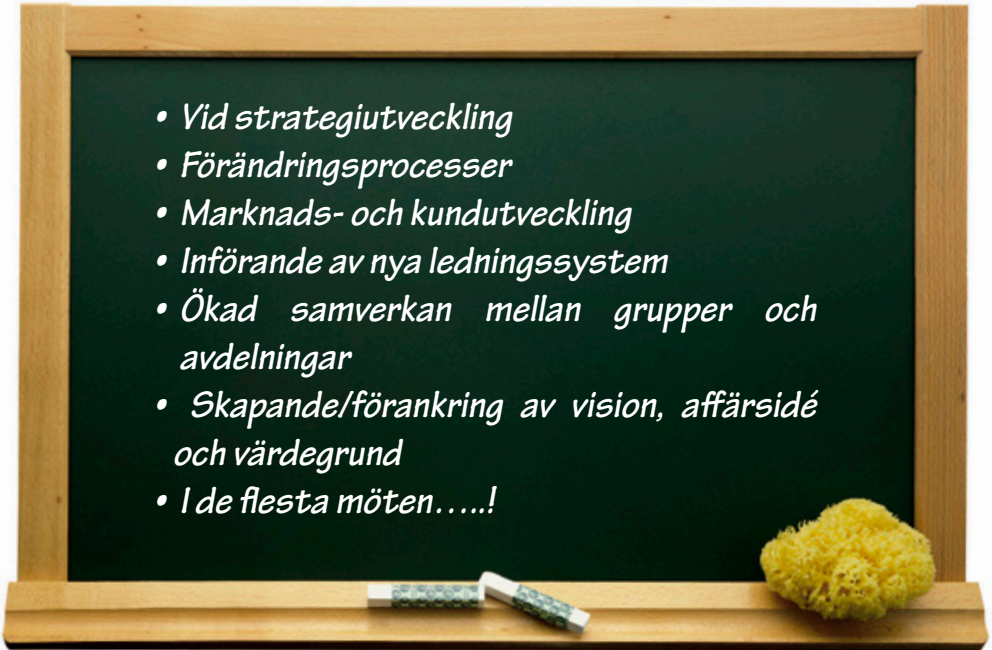 • Vid strategiutveckling
• Förändringsprocesser
• Marknads- och kundutveckling
• Införande av nya ledningssystem
• Ökad samverkan mellan grupper och
avdelningar
• Skapande/förankring av vision, affärsidé
och värdegrund
• I de flesta möten.....!